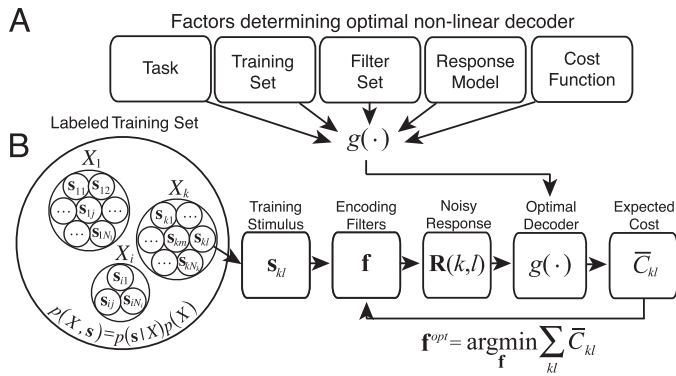 A
Factors determining optimal non-linear decoder
Task
Training
Set
Filter
Set
Response
Model
Cost
Function
g(·)
B
Labeled Training Set
X₁
s₁₁ s₁₂
... s₁ⱼ ...
... s₁N₁
Xₖ
sₖ₁ ...
... sₖₘ sₖₗ
... sₖNₖ
Xᵢ
sᵢ₁
sᵢⱼ sᵢNᵢ
p(X,s)=p(s|X)p(X)
Training
Stimulus
sₖₗ
Encoding
Filters
f
Noisy
Response
R(k,l)
Optimal
Decoder
g(·)
Expected
Cost
C̅ₖₗ
fᵒᵖᵗ = argmin_f ∑ₖₗ C̅ₖₗ